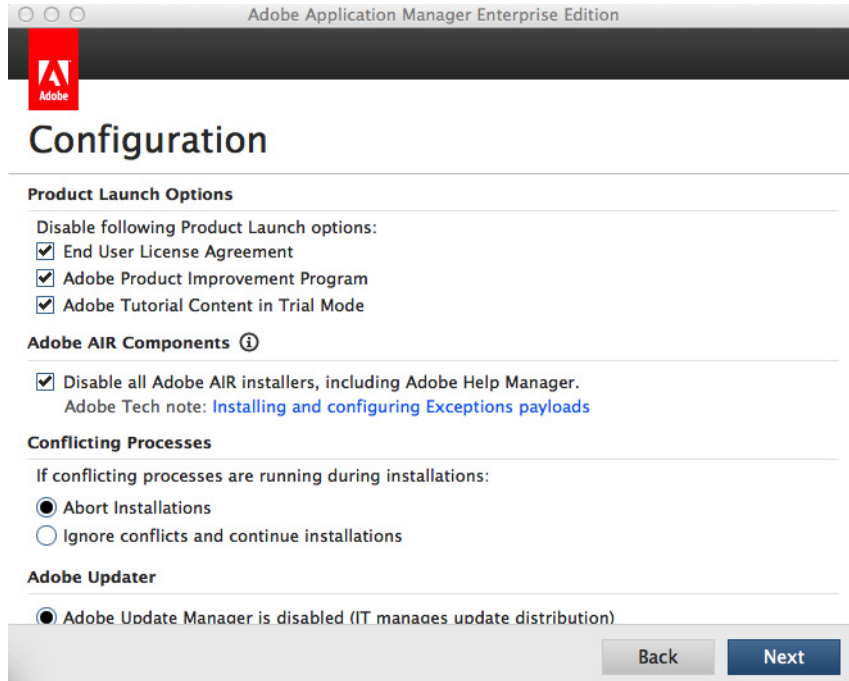 Adobe Application Manager Enterprise Edition
Adobe
Configuration
Product Launch Options
Disable following Product Launch options:
End User License Agreement
Adobe Product Improvement Program
Adobe Tutorial Content in Trial Mode
Adobe AIR Components
Disable all Adobe AIR installers, including Adobe Help Manager.
Adobe Tech note: Installing and configuring Exceptions payloads
Conflicting Processes
If conflicting processes are running during installations:
Abort Installations
Ignore conflicts and continue installations
Adobe Updater
Adobe Update Manager is disabled (IT manages update distribution)
Back Next